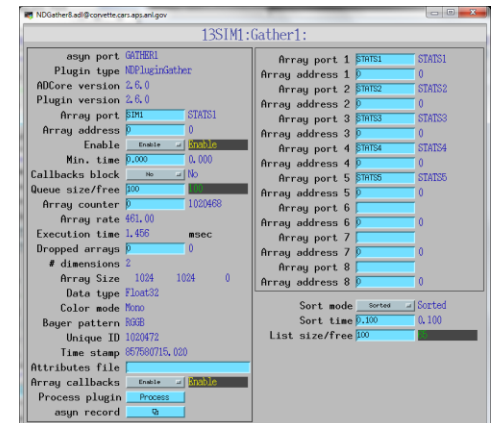 NDGather8.adl@corvette.cars.aps.anl.gov
13SIM1:Gather1:
asyn port GATHER1
Plugin type NDPluginGather
ADCore version 2.6.0
Plugin version 2.6.0
Array port SIM1 STATS1
Array address 0 0
Enable Enable Enable
Min. time 0.000 0.000
Callbacks block No No
Queue size/free 100 100
Array counter 0 1020468
Array rate 461.00
Execution time 1.456 msec
Dropped arrays 0 0
# dimensions 2
Array Size 1024 1024 0
Data type Float32
Color mode Mono
Bayer pattern RGGB
Unique ID 1020472
Time stamp 857580715.020
Attributes file
Array callbacks Enable Enable
Process plugin Process
asyn record
Array port 1 STATS1 STATS1
Array address 1 0 0
Array port 2 STATS2 STATS2
Array address 2 0 0
Array port 3 STATS3 STATS3
Array address 3 0 0
Array port 4 STATS4 STATS4
Array address 4 0 0
Array port 5 STATS5 STATS5
Array address 5 0 0
Array port 6
Array address 6 0 0
Array port 7
Array address 7 0 0
Array port 8
Array address 8 0 0
Sort mode Sorted Sorted
Sort time 0.100 0.100
List size/free 100